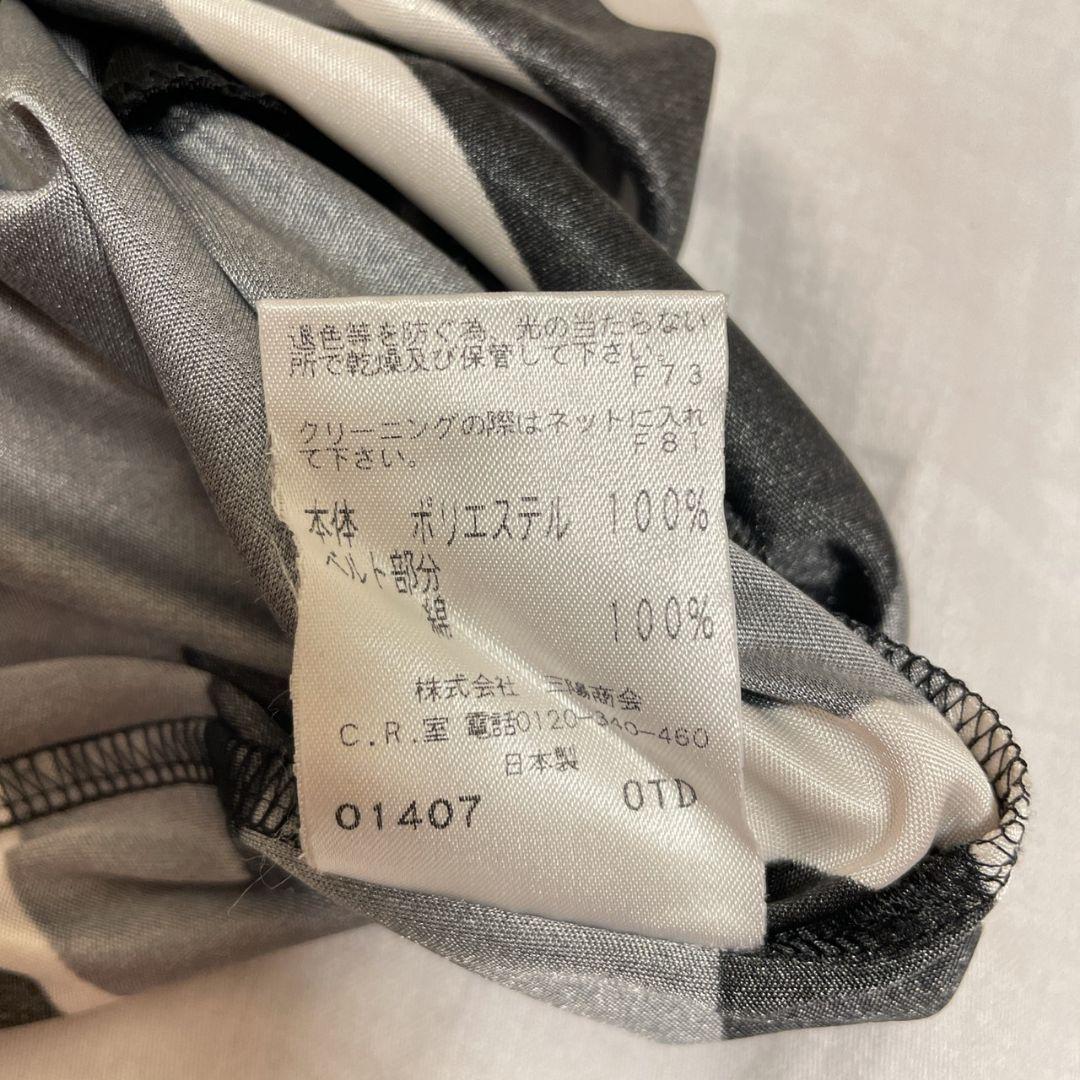 退色等を防ぐ為、光の当たらない
所で乾燥及び保管して下さい。
F73
クリーニングの際はネットに入れ
て下さい。
F81
本体 ポリエステル 100%
ベルト部分
綿 100%
株式会社 三陽商会
C.R.室 電話0120-340-460
日本製
01407 OTD